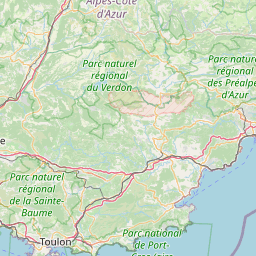 Alpes-Côte
d'Azur
Parc naturel
régional
du Verdon
Parc naturel
régional
des Préalpes
d'Azur
Parc naturel
régional
de la Sainte-
Baume
Toulon
Parc national
de Port-